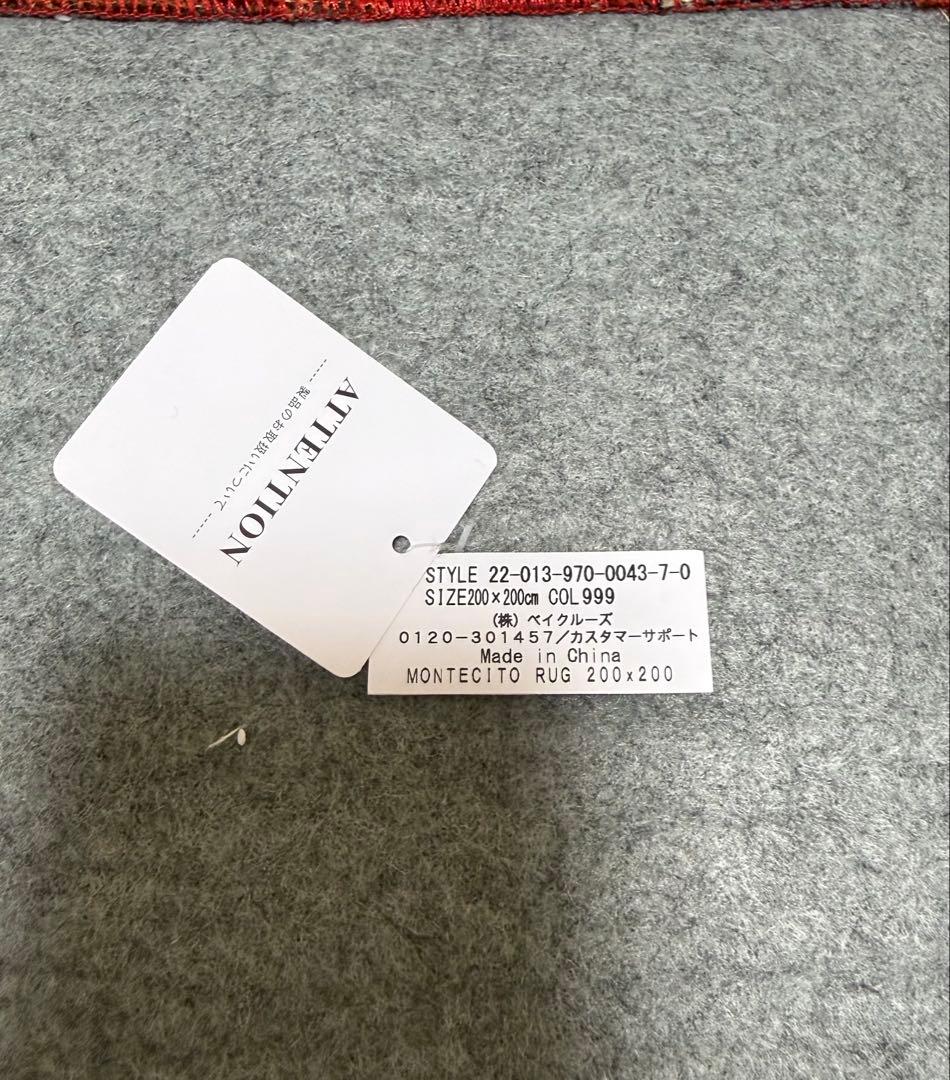 ATTENTION
----- 製品のお取扱いについて -----
STYLE 22-013-970-0043-7-0
SIZE200×200cm COL999
(株) ベイクルーズ
0120-301457/カスタマーサポート
Made in China
MONTECITO RUG 200x200